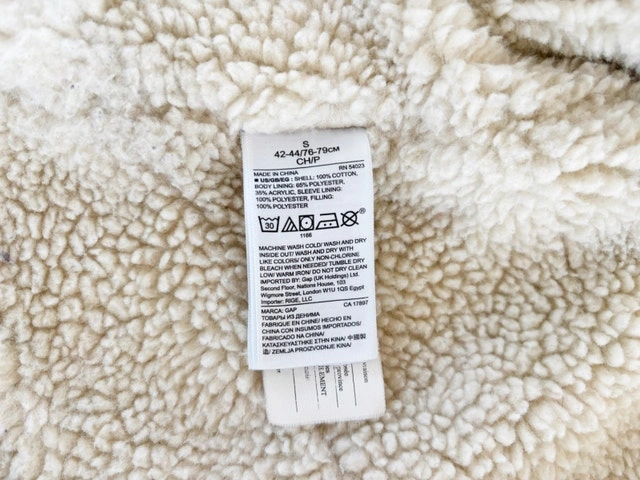 S
42-44/76-79CM
CH/P
MADE IN CHINA RN 54023
■ US/GB/EG : SHELL: 100% COTTON,
BODY LINING: 65% POLYESTER,
35% ACRYLIC, SLEEVE LINING:
100% POLYESTER, FILLING:
100% POLYESTER
30
®
1166
MACHINE WASH COLD/ WASH AND DRY
INSIDE OUT/ WASH AND DRY WITH
LIKE COLORS/ ONLY NON-CHLORINE
BLEACH WHEN NEEDED/ TUMBLE DRY
LOW/ WARM IRON/ DO NOT DRY CLEAN
IMPORTED BY: Gap (UK Holdings) Ltd.
Second Floor, Nations House, 103
Wigmore Street, London W1U 1QS Egypt
Importer: RIGE, LLC
CA 17897
MARCA: GAP
ТОВАРЫ ИЗ ДЕНИМА
FABRIQUE EN CHINE/ HECHO EN
CHINA CON INSUMOS IMPORTADOS/
FABRICADO NA CHINA/
ΚΑΤΑΣΚΕΥΑΣΤΗΚΕ ΣΤΗΝ ΚΙΝΑ/ 中國製
造/ ZEMLJA PROIZVODNJE KINA/
ELEMENT